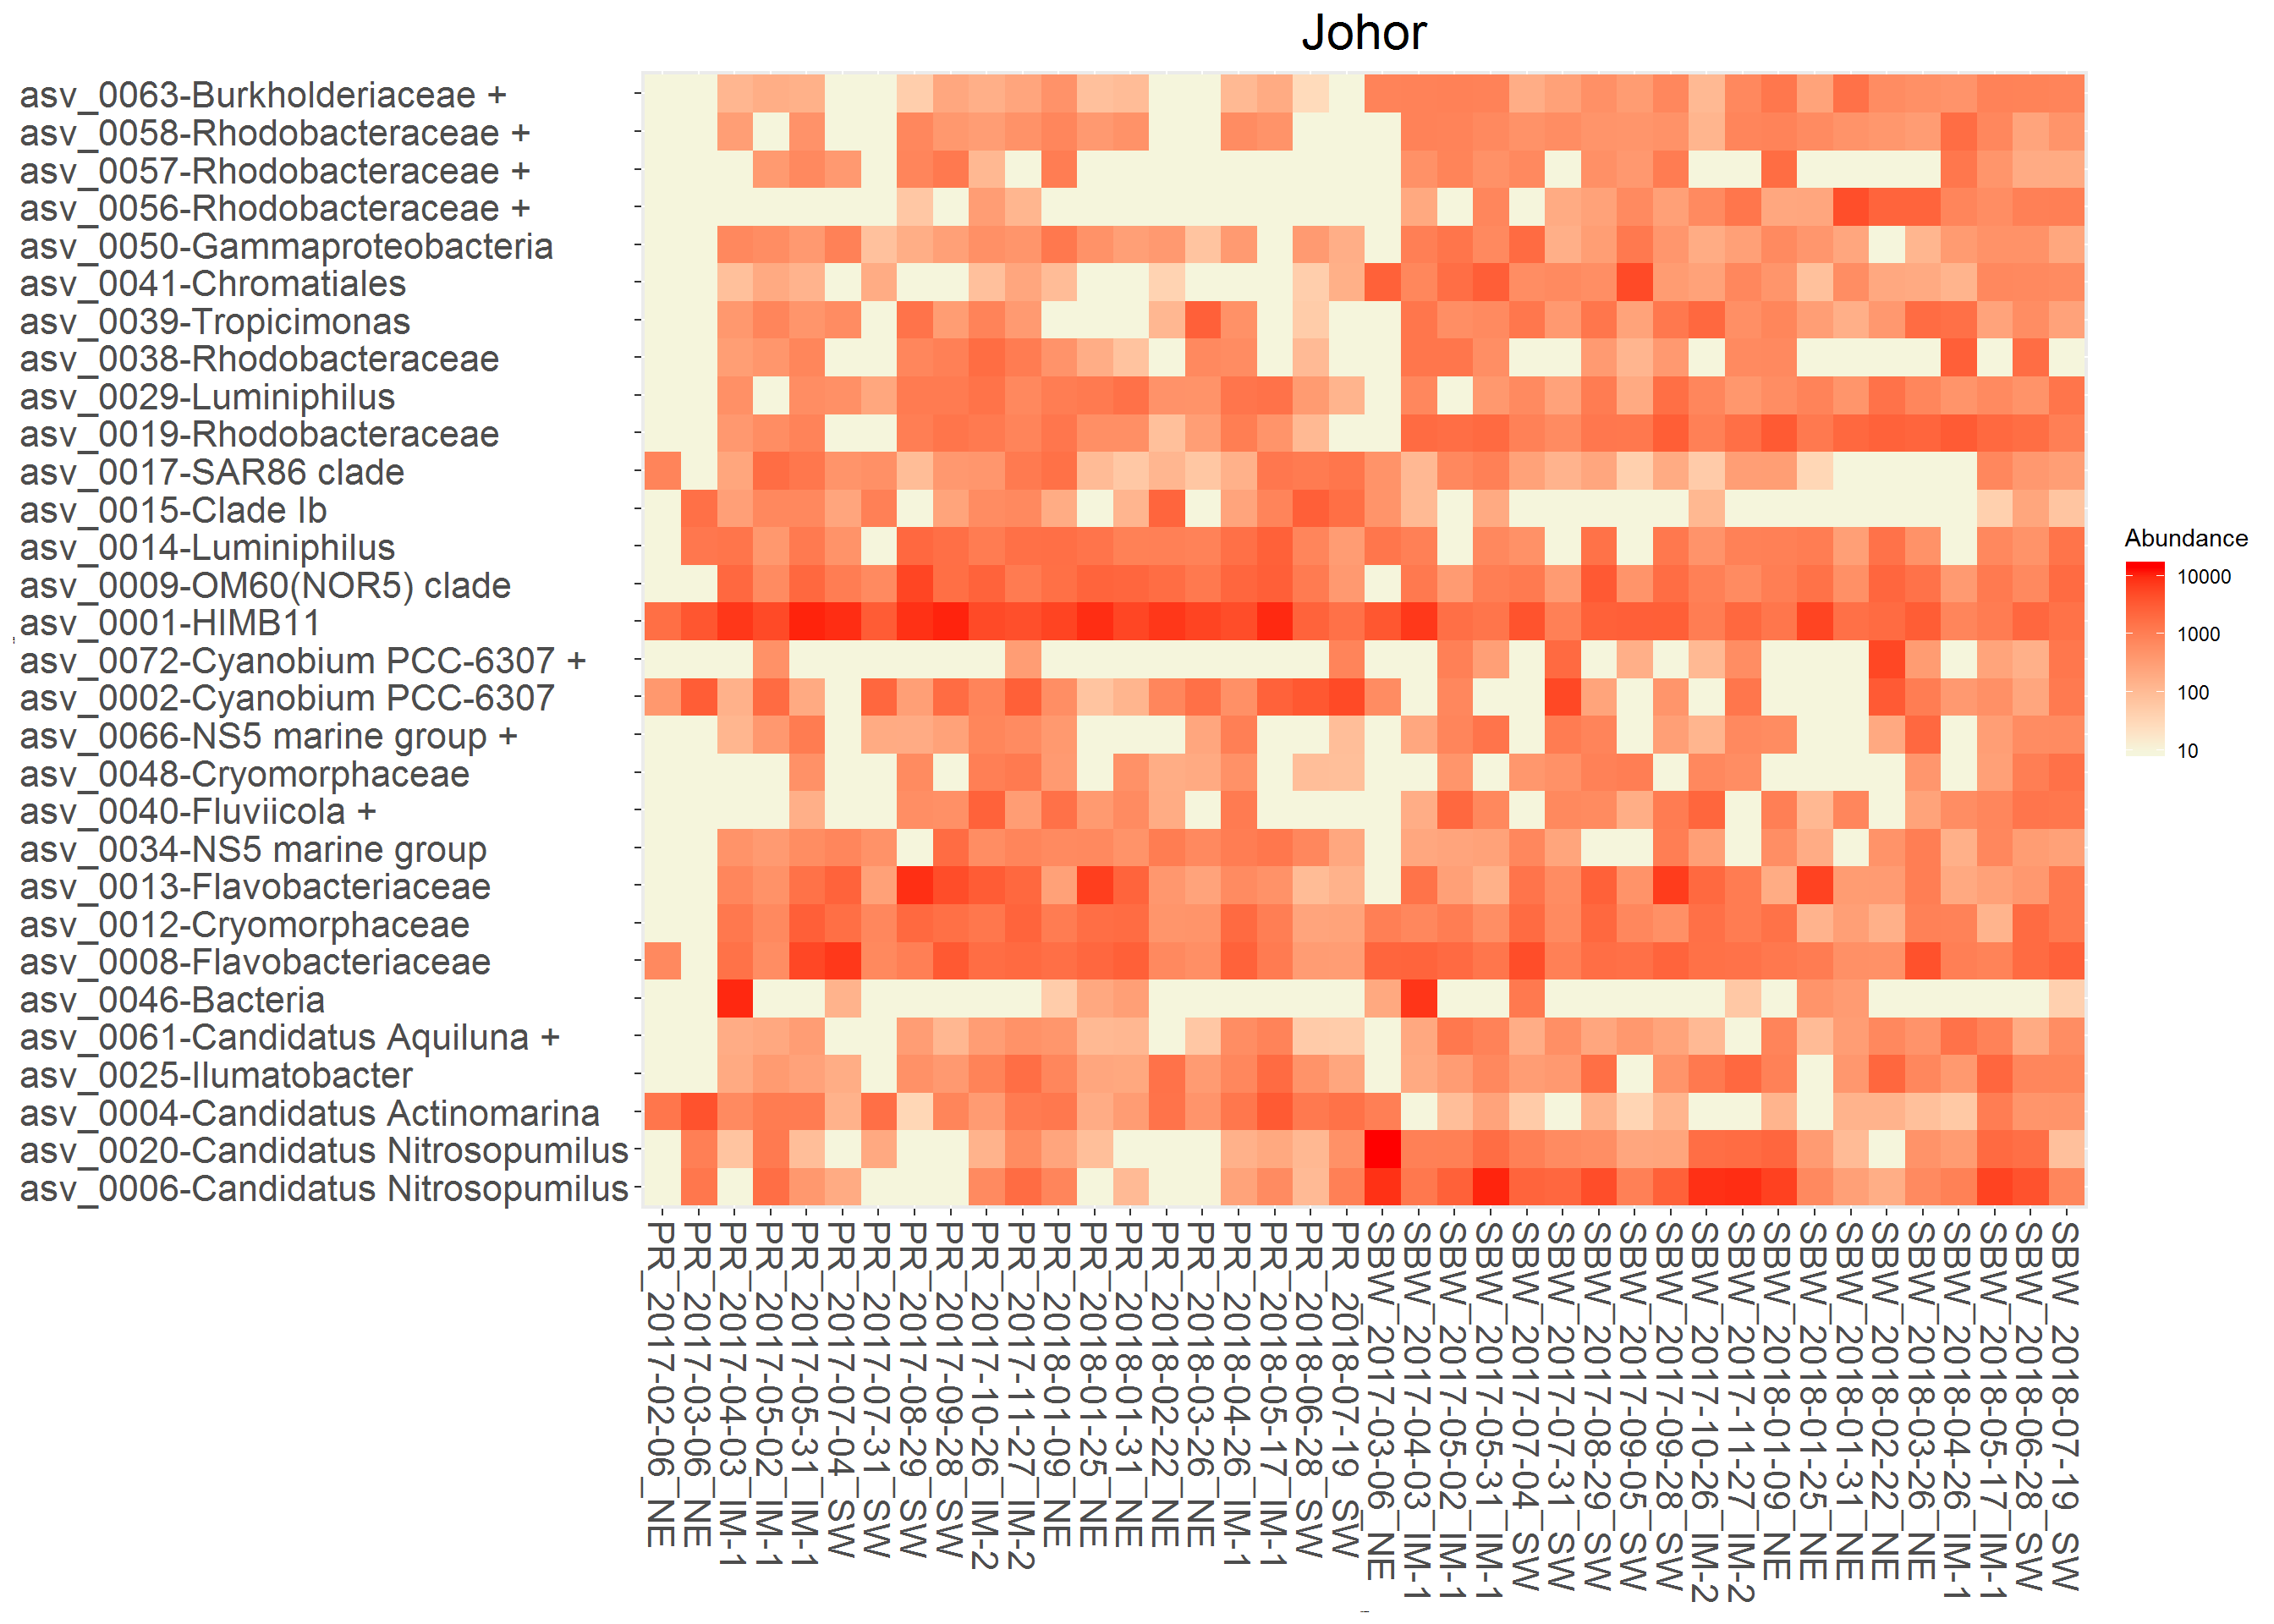 Johor
asv_0063-Burkholderiaceae +
asv_0058-Rhodobacteraceae +
asv_0057-Rhodobacteraceae +
asv_0056-Rhodobacteraceae +
asv_0050-Gammaproteobacteria
asv_0041-Chromatiales
asv_0039-Tropicimonas
asv_0038-Rhodobacteraceae
asv_0029-Luminiphilus
asv_0019-Rhodobacteraceae
asv_0017-SAR86 clade
asv_0015-Clade Ib
asv_0014-Luminiphilus
asv_0009-OM60(NOR5) clade
asv_0001-HIMB11
asv_0072-Cyanobium PCC-6307 +
asv_0002-Cyanobium PCC-6307
asv_0066-NS5 marine group +
asv_0048-Cryomorphaceae
asv_0040-Fluviicola +
asv_0034-NS5 marine group
asv_0013-Flavobacteriaceae
asv_0012-Cryomorphaceae
asv_0008-Flavobacteriaceae
asv_0046-Bacteria
asv_0061-Candidatus Aquiluna +
asv_0025-Ilumatobacter
asv_0004-Candidatus Actinomarina
asv_0020-Candidatus Nitrosopumilus
asv_0006-Candidatus Nitrosopumilus
PR_2017-02-06_NE
PR_2017-03-06_NE
PR_2017-04-03_IM-1
PR_2017-05-02_IM-1
PR_2017-05-31_IM-1
PR_2017-07-04_SW
PR_2017-07-31_SW
PR_2017-08-29_SW
PR_2017-09-28_SW
PR_2017-10-26_IM-2
PR_2017-11-27_IM-2
PR_2018-01-09_NE
PR_2018-01-25_NE
PR_2018-01-31_NE
PR_2018-02-22_NE
PR_2018-03-26_NE
PR_2018-04-26_IM-1
PR_2018-05-17_IM-1
PR_2018-06-28_SW
PR_2018-07-19_SW
SBW_2017-03-06_NE
SBW_2017-04-03_IM-1
SBW_2017-05-02_IM-1
SBW_2017-05-31_IM-1
SBW_2017-07-04_SW
SBW_2017-07-31_SW
SBW_2017-08-29_SW
SBW_2017-09-05_SW
SBW_2017-09-28_SW
SBW_2017-10-26_IM-2
SBW_2017-11-27_IM-2
SBW_2018-01-09_NE
SBW_2018-01-25_NE
SBW_2018-01-31_NE
SBW_2018-02-22_NE
SBW_2018-03-26_NE
SBW_2018-04-26_IM-1
SBW_2018-05-17_IM-1
SBW_2018-06-28_SW
SBW_2018-07-19_SW
Abundance
10000
1000
100
10